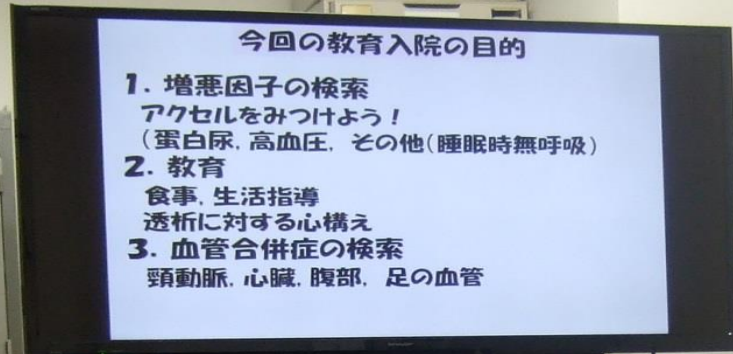 今回の教育入院の目的
1. 増悪因子の検索
アクセルをみつけよう！
(蛋白尿, 高血圧, その他(睡眠時無呼吸)
2. 教育
食事, 生活指導
透析に対する心構え
3. 血管合併症の検索
頸動脈, 心臓, 腹部, 足の血管